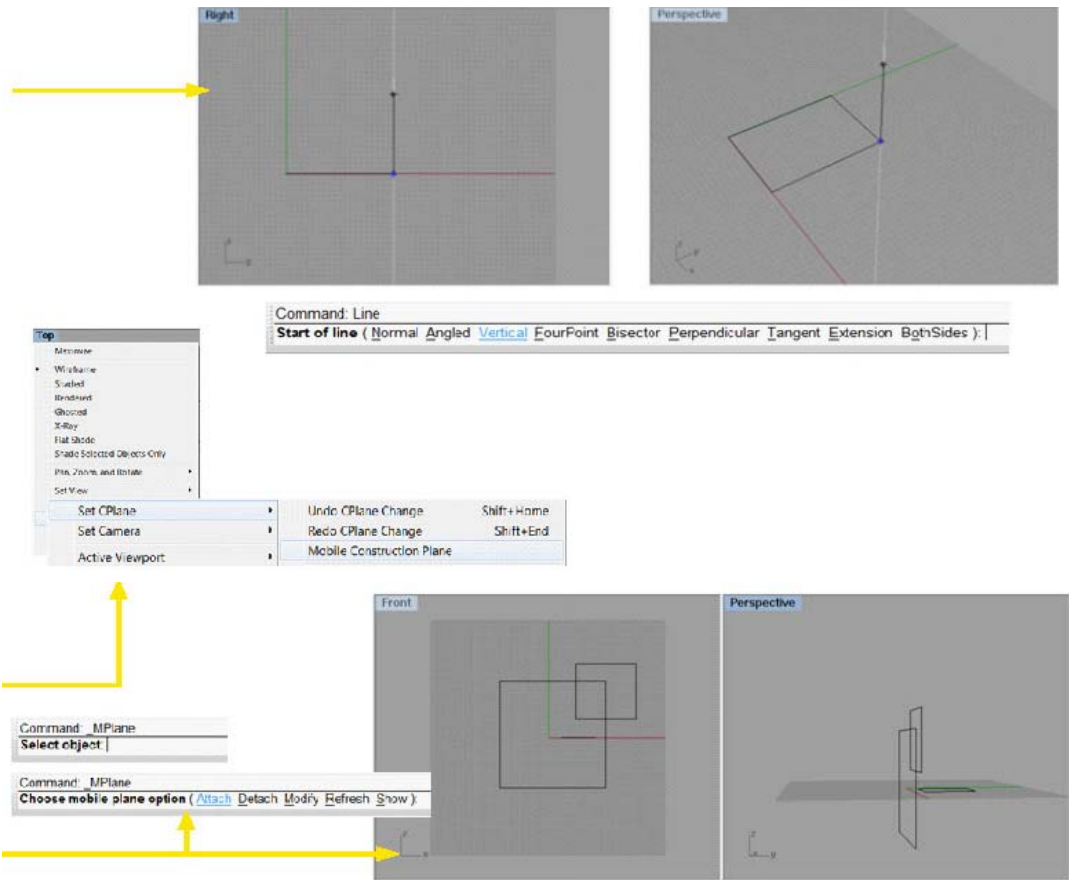 Right
Perspective
z
y
z
y
x
Command: Line
Start of line ( Normal Angled Vertical FourPoint Bisector Perpendicular Tangent Extension BothSides ):
Top
Maximize
Wireframe
Shaded
Rendered
Ghosted
X-Ray
Flat Shade
Shade Selected Objects Only
Pan, Zoom, and Rotate
Set View
Set CPlane
Set Camera
Active Viewport
Undo CPlane Change Shift+Home
Redo CPlane Change Shift+End
Mobile Construction Plane
Front
Perspective
Command: _MPlane
Select object:
Command: _MPlane
Choose mobile plane option ( Attach Detach Modify Refresh Show ):
z
x
z
x
y